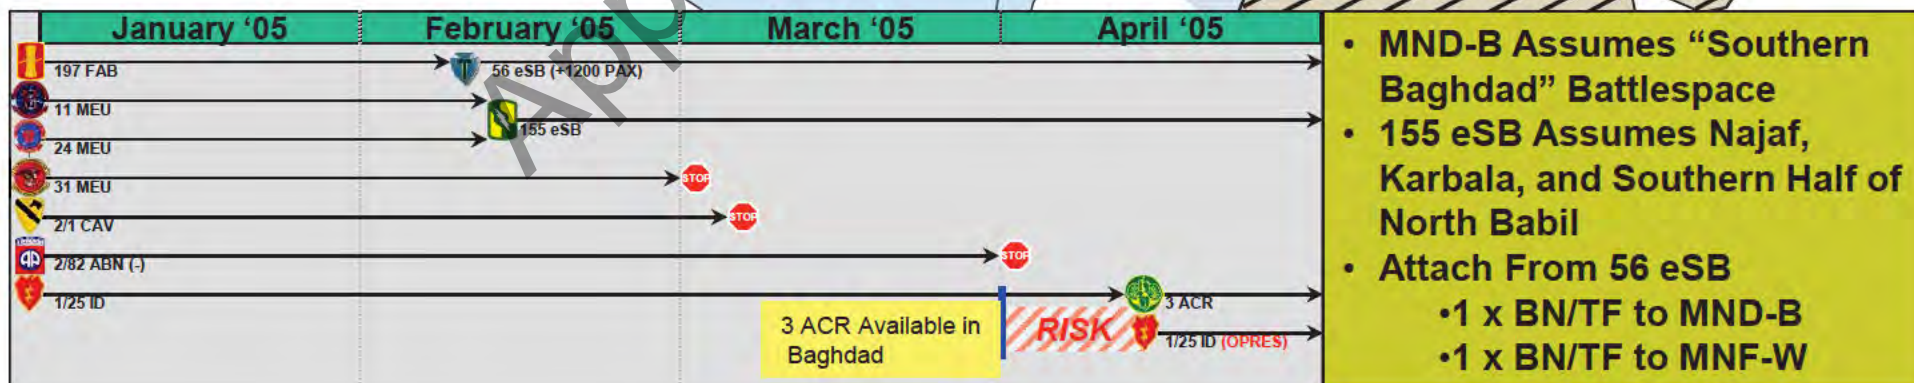 January ‘05
February ‘05
March ‘05
April ‘05
197 FAB
56 eSB (+1200 PAX)
11 MEU
155 eSB
24 MEU
31 MEU
STOP
2/1 CAV
STOP
2/82 ABN (-)
STOP
1/25 ID
3 ACR
3 ACR Available in
Baghdad
RISK
1/25 ID (OPRES)
App
• MND-B Assumes “Southern
Baghdad” Battlespace
• 155 eSB Assumes Najaf,
Karbala, and Southern Half of
North Babil
• Attach From 56 eSB
•1 x BN/TF to MND-B
•1 x BN/TF to MNF-W